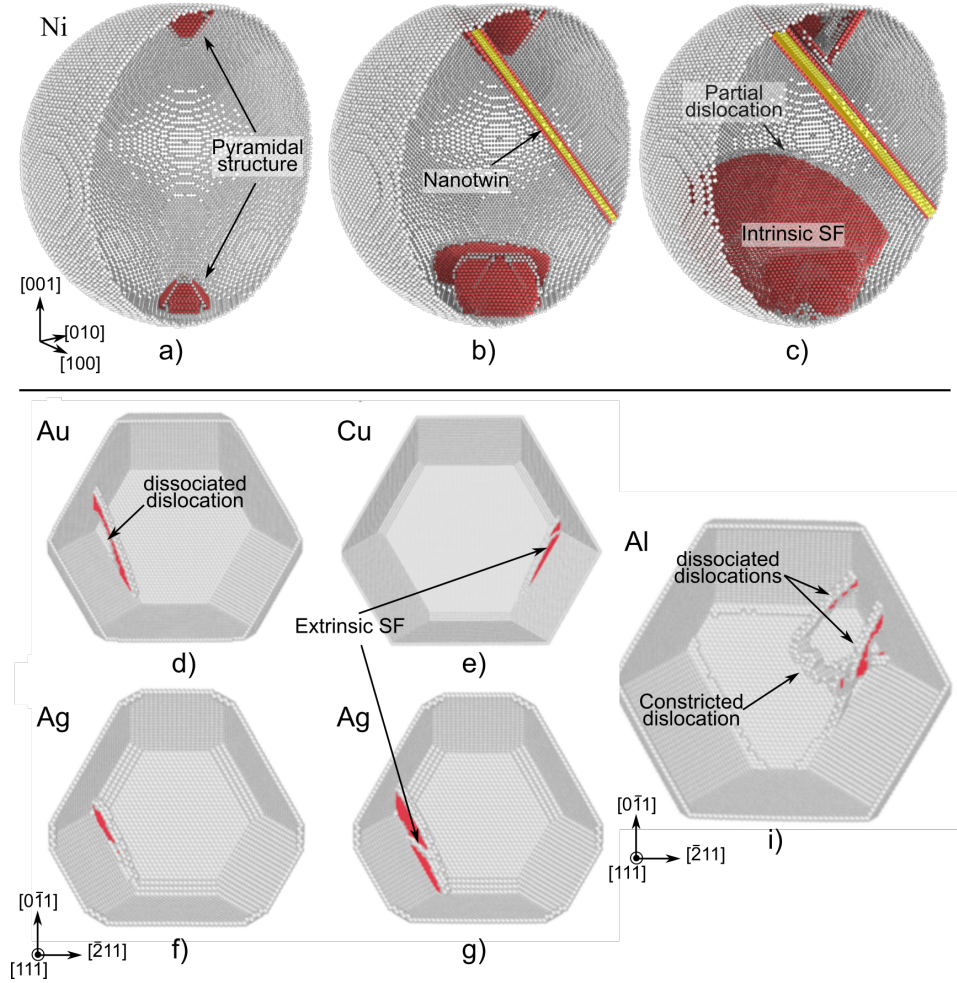 Ni
Pyramidal
structure
[001]
[010]
[100]
a)
Nanotwin
b)
Partial
dislocation
Intrinsic SF
c)
Au
dissociated
dislocation
d)
Cu
Extrinsic SF
e)
Al
dissociated
dislocations
Constricted
dislocation
i)
[01̄1]
[111]
[2̄11]
Ag
f)
Ag
g)
[01̄1]
[111]
[2̄11]